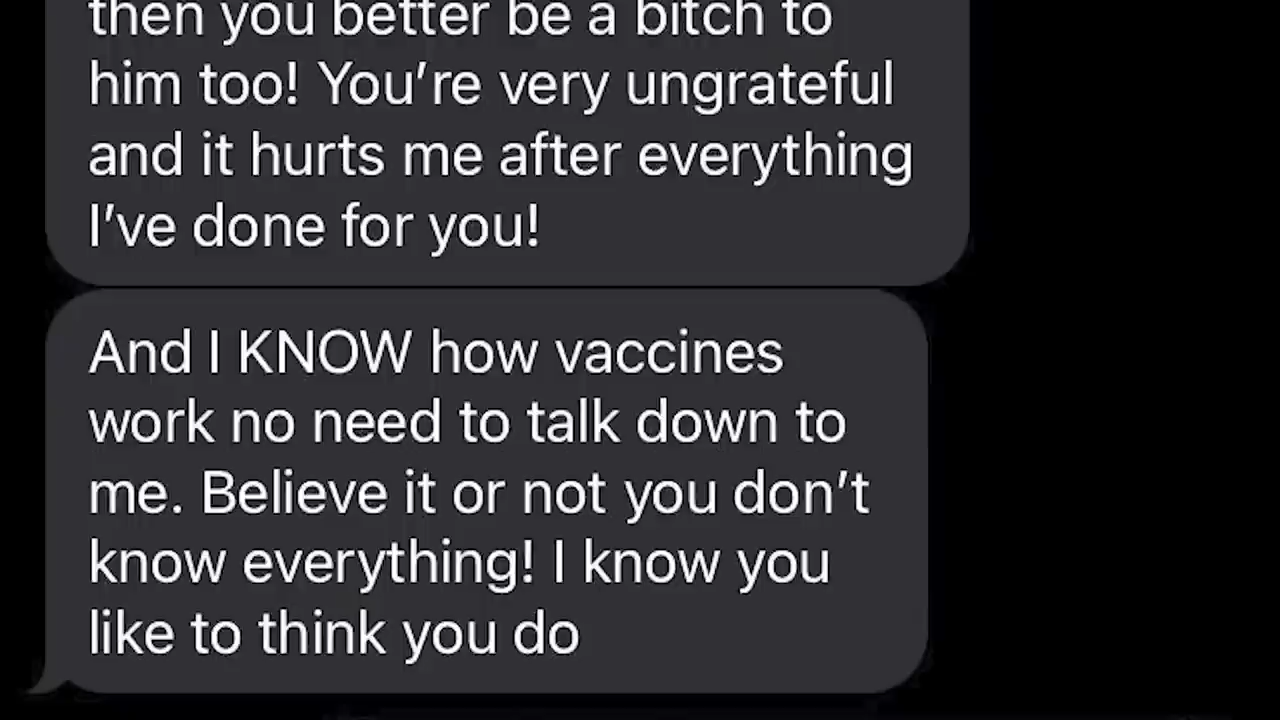 then you better be a bitch to
him too! You're very ungrateful
and it hurts me after everything
I've done for you!
And I KNOW how vaccines
work no need to talk down to
me. Believe it or not you don't
know everything! I know you
like to think you do